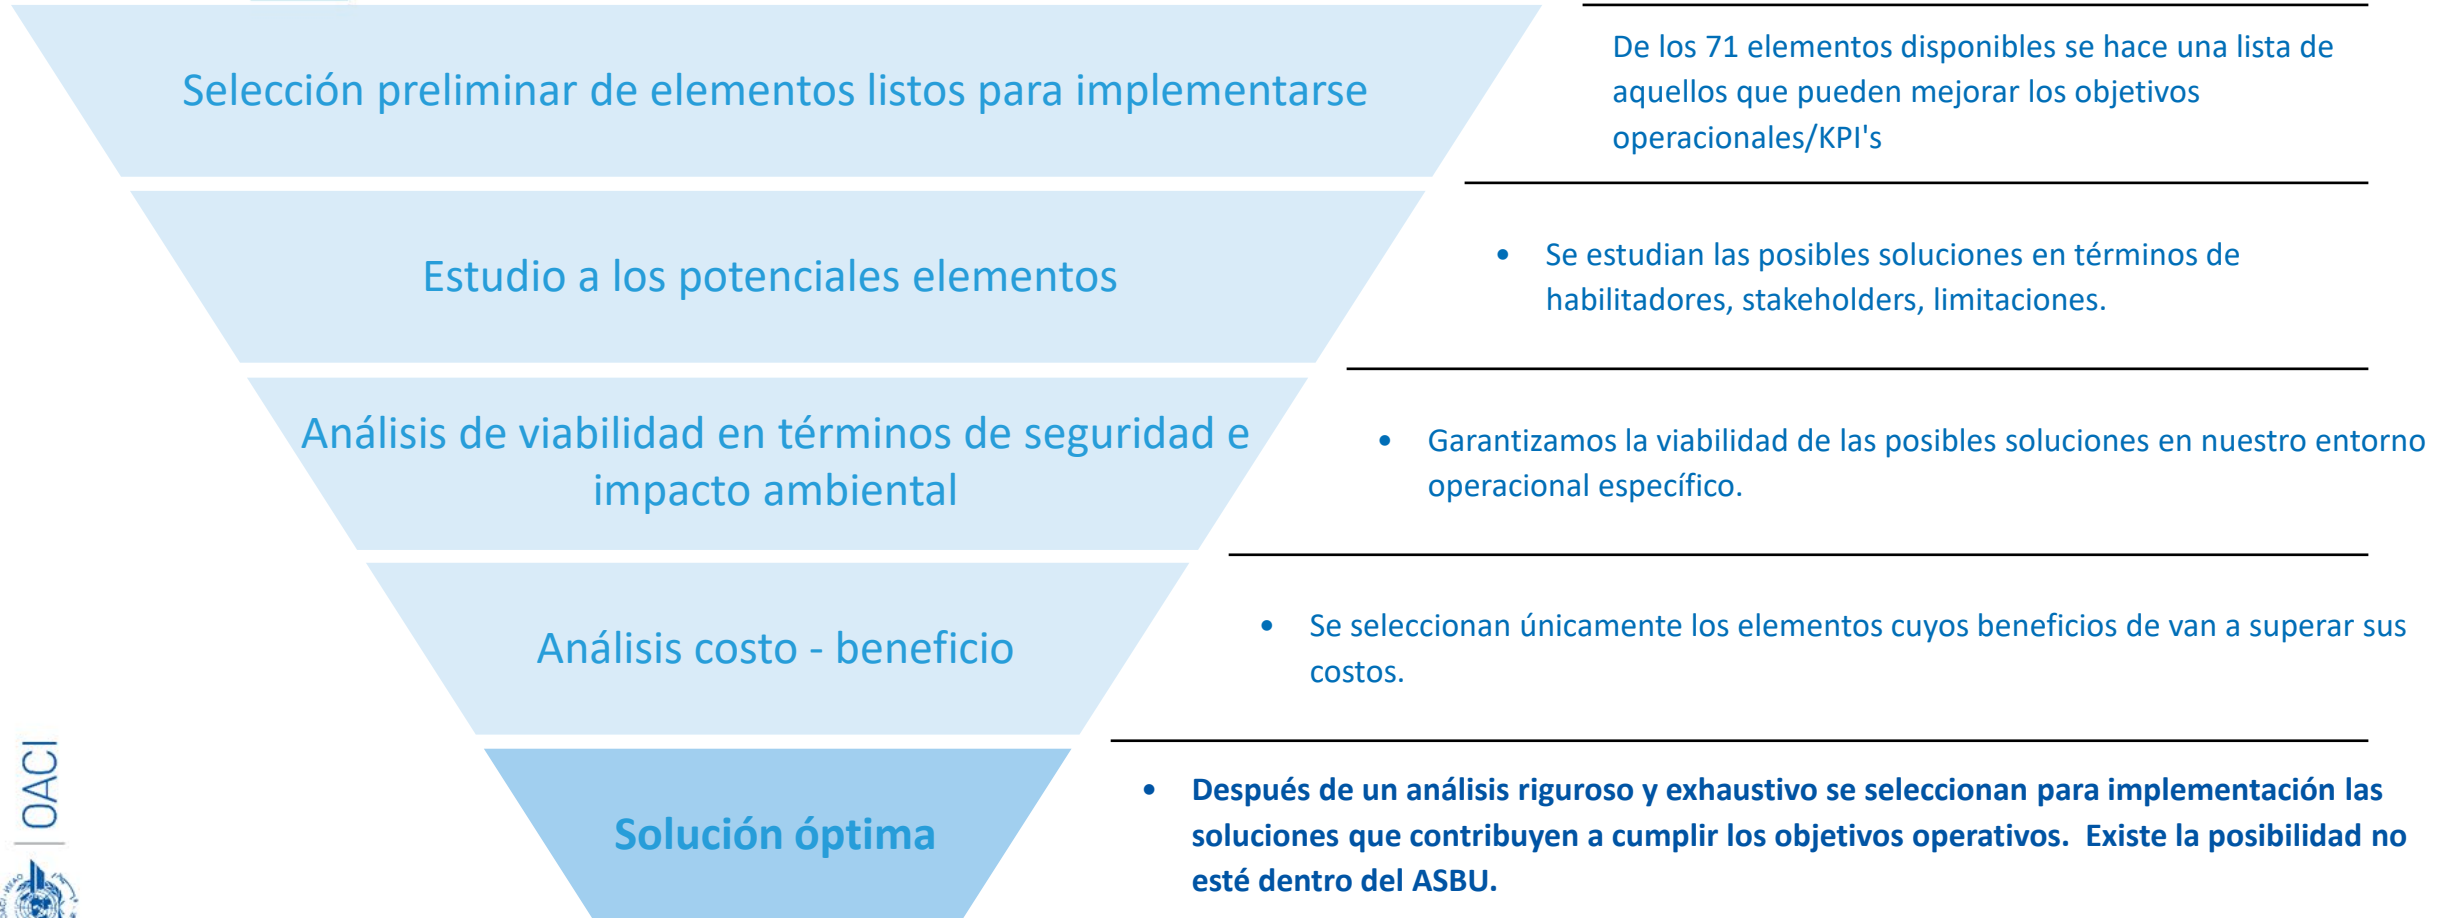 Selección preliminar de elementos listos para implementarse
De los 71 elementos disponibles se hace una lista de
aquellos que pueden mejorar los objetivos
operacionales/KPI's
Estudio a los potenciales elementos
• Se estudian las posibles soluciones en términos de
habilitadores, stakeholders, limitaciones.
Análisis de viabilidad en términos de seguridad e
impacto ambiental
• Garantizamos la viabilidad de las posibles soluciones en nuestro entorno
operacional específico.
Análisis costo - beneficio
• Se seleccionan únicamente los elementos cuyos beneficios de van a superar sus
costos.
Solución óptima
• Después de un análisis riguroso y exhaustivo se seleccionan para implementación las
soluciones que contribuyen a cumplir los objetivos operativos.  Existe la posibilidad no
esté dentro del ASBU.
OACI